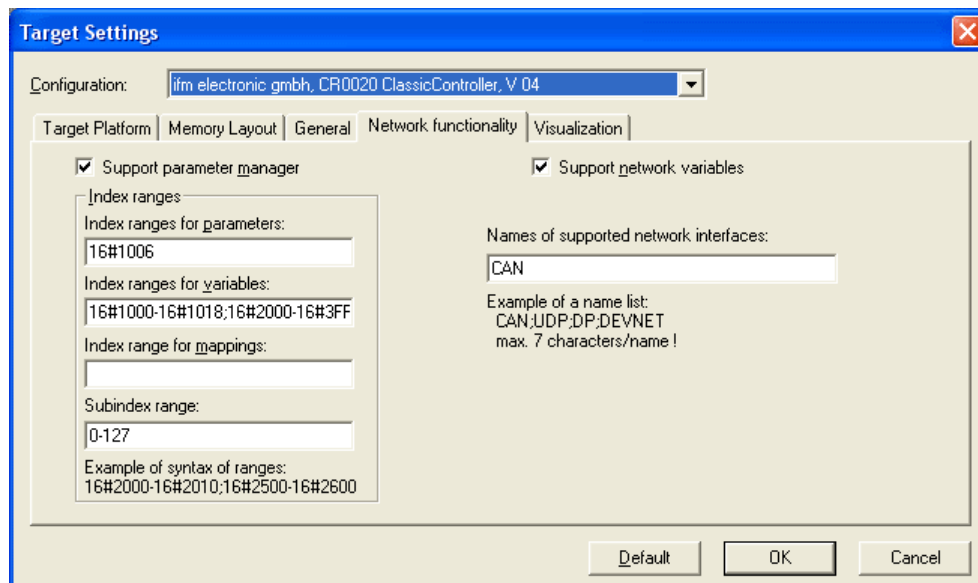 Target Settings
Configuration: ifm electronic gmbh, CR0020 ClassicController, V 04
Target Platform Memory Layout General Network functionality Visualization
Support parameter manager
Index ranges
Index ranges for parameters:
16#1006
Index ranges for variables:
16#1000-16#1018;16#2000-16#3FF
Index range for mappings:
Subindex range:
0-127
Example of syntax of ranges:
16#2000-16#2010;16#2500-16#2600
Support network variables
Names of supported network interfaces:
CAN
Example of a name list:
CAN;UDP;DP;DEVNET
max. 7 characters/name !
Default OK Cancel